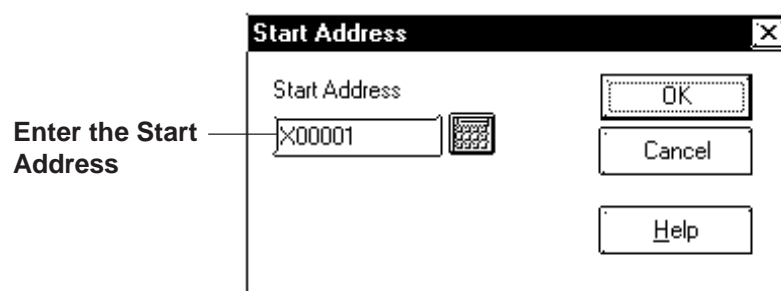 Start Address
Start Address
OK
Enter the Start
Address
X00001
Cancel
Help